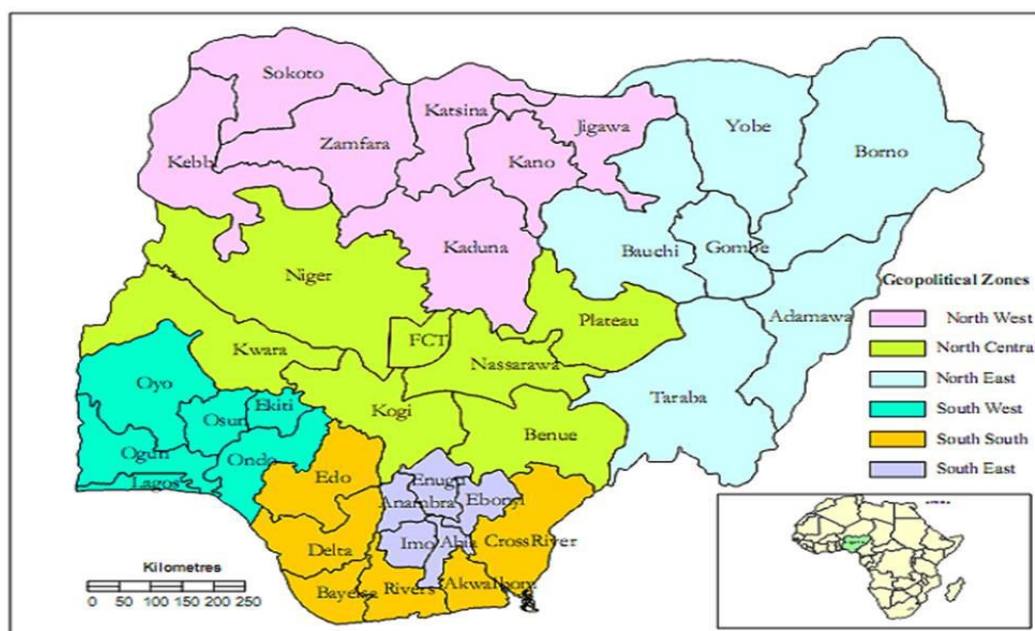 Sokoto
Katsina
Jigawa
Yobe
Borno
Zamfara
Kebb
Kano
Kaduna
Bauchi
Gombe
Niger
Geopolitical Zones
Adamawa
North West
Plateau
FCT
North Central
Kwara
Nassarawa
North East
Oyo
Taraba
Kogi
South West
Osun
Ekiti
Benue
South South
Ogun
Ondo
Edo
South East
Lagos
Enugu
Anambra
Ebonyi
Imo
Abia
CrossRiver
Delta
Kilometres
Bayelsa
Rivers
AkwaIbom
0 50 100 150 200 250